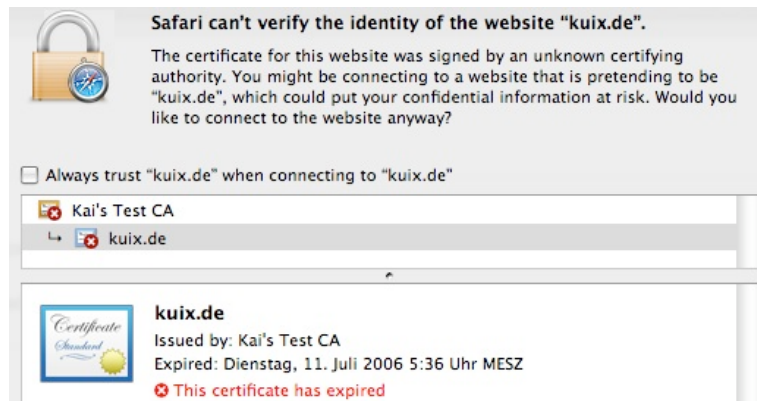 Safari can't verify the identity of the website “kuix.de”.
The certificate for this website was signed by an unknown certifying
authority. You might be connecting to a website that is pretending to be
“kuix.de”, which could put your confidential information at risk. Would you
like to connect to the website anyway?
Always trust “kuix.de” when connecting to “kuix.de”
Kai's Test CA
kuix.de
Certificate
Standard
kuix.de
Issued by: Kai's Test CA
Expired: Dienstag, 11. Juli 2006 5:36 Uhr MESZ
This certificate has expired